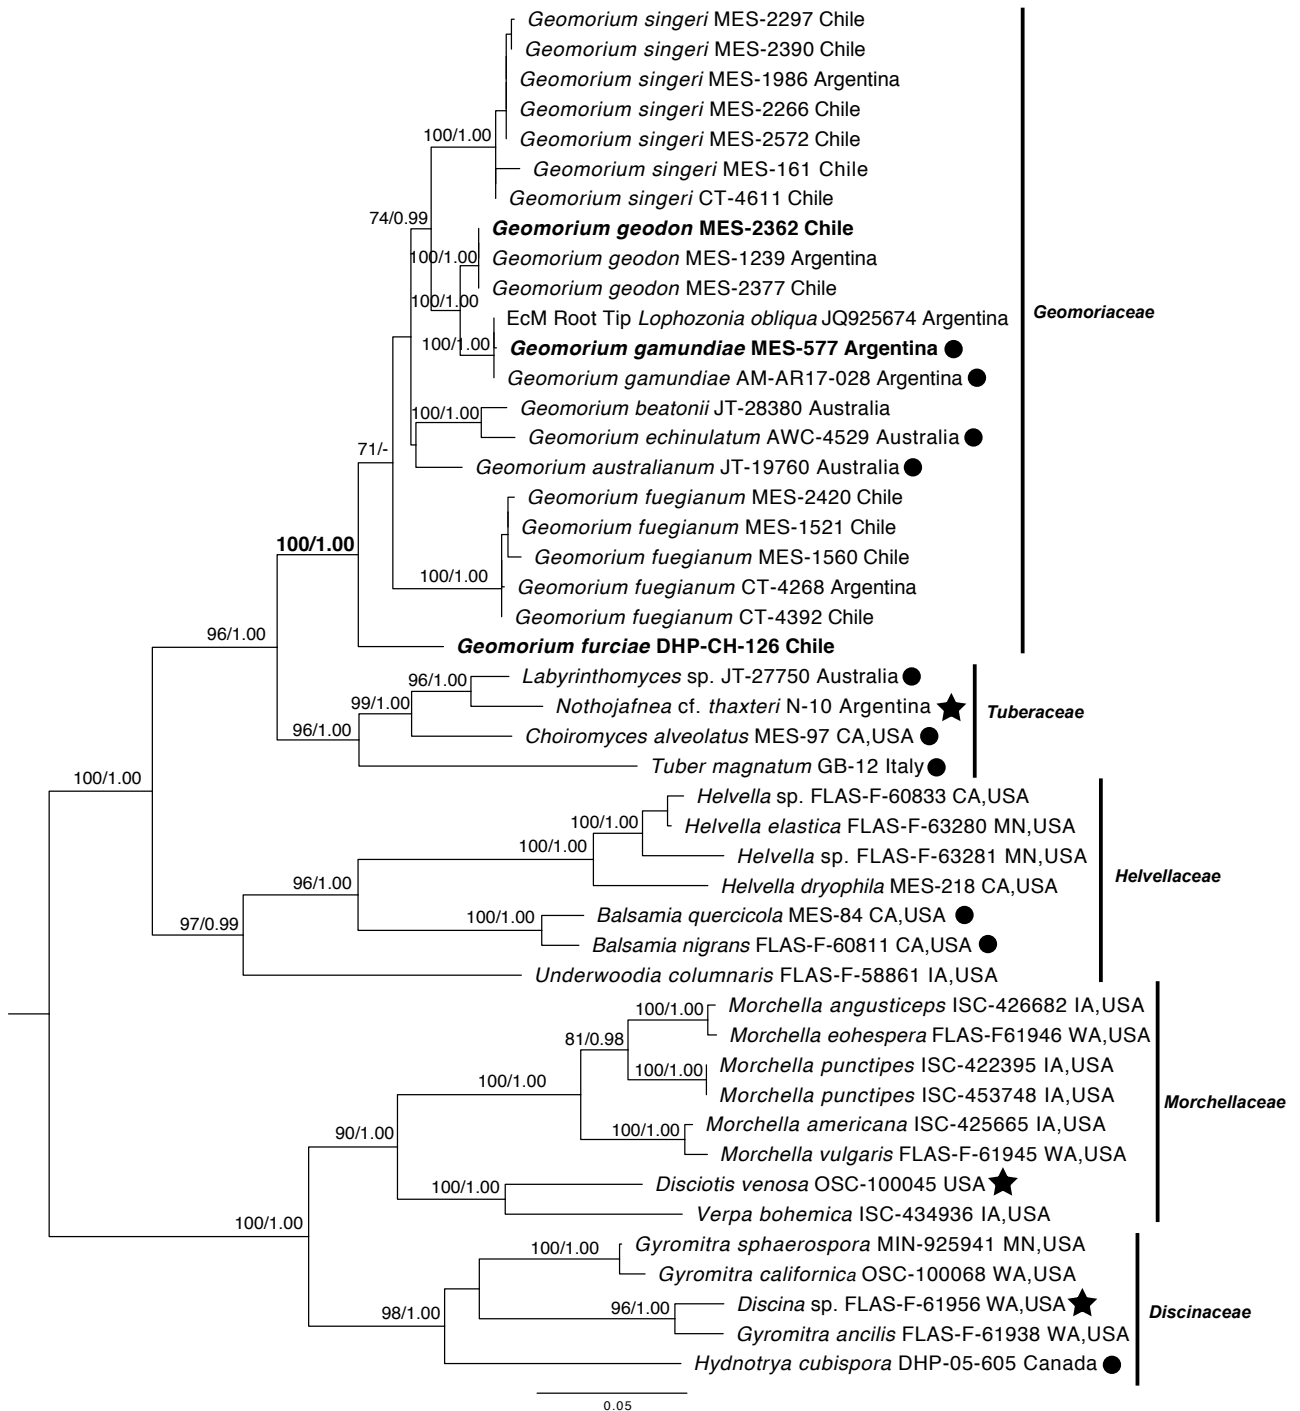 Geomorium singeri MES-2297 Chile
Geomorium singeri MES-2390 Chile
Geomorium singeri MES-1986 Argentina
Geomorium singeri MES-2266 Chile
100/1.00
Geomorium singeri MES-2572 Chile
Geomorium singeri MES-161 Chile
Geomorium singeri CT-4611 Chile
74/0.99
Geomorium geodon MES-2362 Chile
100/1.00
Geomorium geodon MES-1239 Argentina
Geomorium geodon MES-2377 Chile
100/1.00
Geomoriaceae
EcM Root Tip Lophozonia obliqua JQ925674 Argentina
100/1.00
Geomorium gamundiae MES-577 Argentina
Geomorium gamundiae AM-AR17-028 Argentina
Geomorium beatonii JT-28380 Australia
100/1.00
Geomorium echinulatum AWC-4529 Australia
71/-
Geomorium australianum JT-19760 Australia
Geomorium fuegianum MES-2420 Chile
Geomorium fuegianum MES-1521 Chile
100/1.00
Geomorium fuegianum MES-1560 Chile
100/1.00
Geomorium fuegianum CT-4268 Argentina
Geomorium fuegianum CT-4392 Chile
96/1.00
Geomorium furciae DHP-CH-126 Chile
96/1.00
Labyrinthomyces sp. JT-27750 Australia
99/1.00
Nothojafnea cf. thaxteri N-10 Argentina
Tuberaceae
96/1.00
Choiromyces alveolatus MES-97 CA,USA
Tuber magnatum GB-12 Italy
100/1.00
Helvella sp. FLAS-F-60833 CA,USA
100/1.00
Helvella elastica FLAS-F-63280 MN,USA
100/1.00
Helvella sp. FLAS-F-63281 MN,USA
Helvellaceae
96/1.00
Helvella dryophila MES-218 CA,USA
97/0.99
100/1.00
Balsamia quercicola MES-84 CA,USA
Balsamia nigrans FLAS-F-60811 CA,USA
Underwoodia columnaris FLAS-F-58861 IA,USA
100/1.00
Morchella angusticeps ISC-426682 IA,USA
81/0.98
Morchella eohespera FLAS-F61946 WA,USA
100/1.00
Morchella punctipes ISC-422395 IA,USA
100/1.00
Morchella punctipes ISC-453748 IA,USA
Morchellaceae
90/1.00
100/1.00
Morchella americana ISC-425665 IA,USA
Morchella vulgaris FLAS-F-61945 WA,USA
100/1.00
Disciotis venosa OSC-100045 USA
Verpa bohemica ISC-434936 IA,USA
100/1.00
100/1.00
Gyromitra sphaerospora MIN-925941 MN,USA
Gyromitra californica OSC-100068 WA,USA
98/1.00
96/1.00
Discina sp. FLAS-F-61956 WA,USA
Discinaceae
Gyromitra ancilis FLAS-F-61938 WA,USA
Hydnotrya cubispora DHP-05-605 Canada
0.05